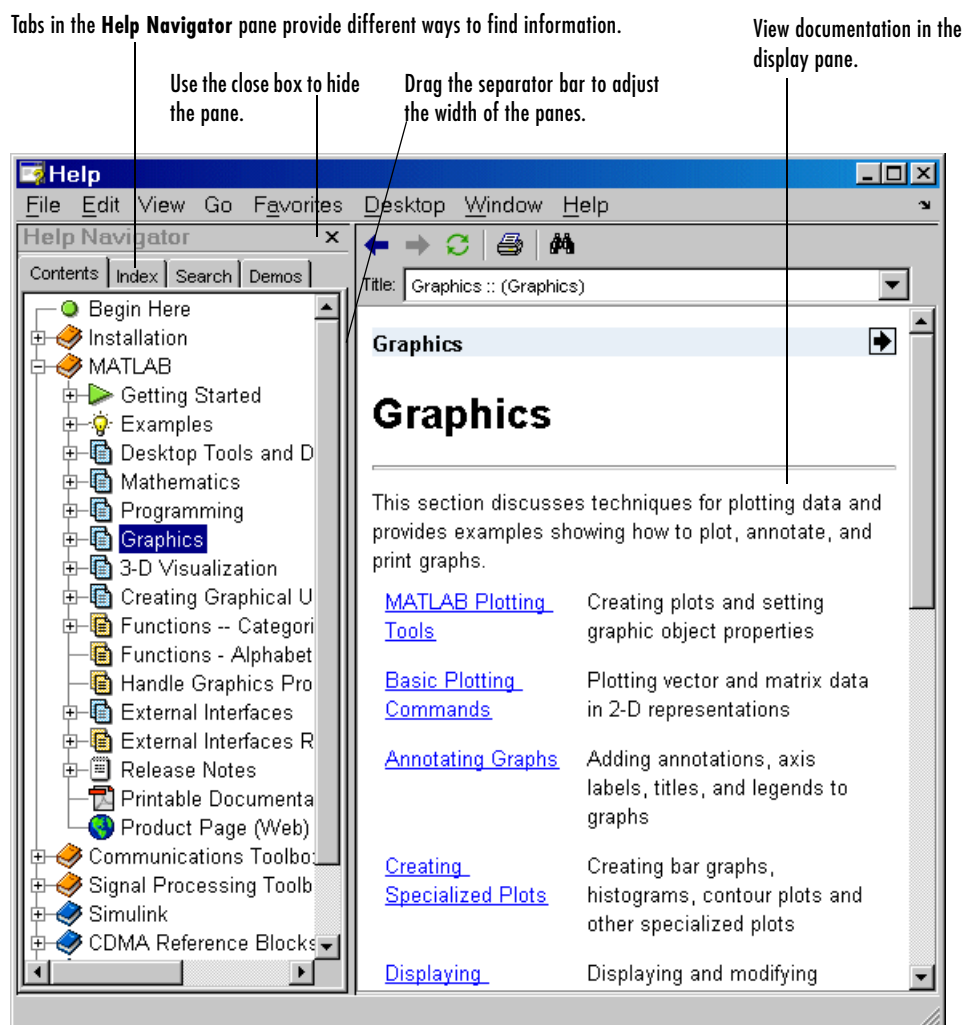 Tabs in the Help Navigator pane provide different ways to find information.
View documentation in the
display pane.
Use the close box to hide
the pane.
Drag the separator bar to adjust
the width of the panes.
Help
File Edit View Go Favorites Desktop Window Help
Help Navigator
Contents Index Search Demos
Begin Here
Installation
MATLAB
Getting Started
Examples
Desktop Tools and D
Mathematics
Programming
Graphics
3-D Visualization
Creating Graphical U
Functions -- Categori
Functions - Alphabet
Handle Graphics Pro
External Interfaces
External Interfaces R
Release Notes
Printable Documenta
Product Page (Web)
Communications Toolbo
Signal Processing Toolb
Simulink
CDMA Reference Blocks
Title: Graphics :: (Graphics)
Graphics
Graphics
This section discusses techniques for plotting data and
provides examples showing how to plot, annotate, and
print graphs.
MATLAB Plotting Creating plots and setting
Tools graphic object properties
Basic Plotting Plotting vector and matrix data
Commands in 2-D representations
Annotating Graphs Adding annotations, axis
labels, titles, and legends to
graphs
Creating Creating bar graphs,
Specialized Plots histograms, contour plots and
other specialized plots
Displaying Displaying and modifying